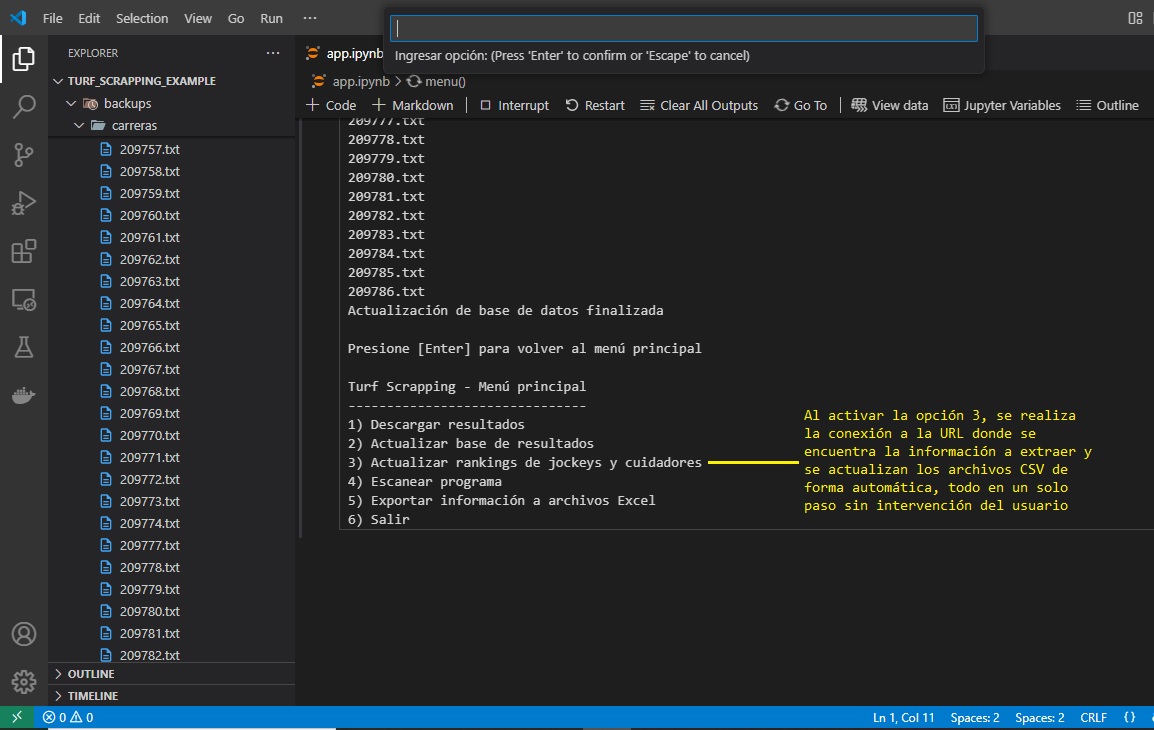 File Edit Selection View Go Run ···
Ingresar opción: (Press 'Enter' to confirm or 'Escape' to cancel)
EXPLORER ···
TURF_SCRAPPING_EXAMPLE
backups
carreras
209757.txt
209758.txt
209759.txt
209760.txt
209761.txt
209762.txt
209763.txt
209764.txt
209765.txt
209766.txt
209767.txt
209768.txt
209769.txt
209770.txt
209771.txt
209772.txt
209773.txt
209774.txt
209777.txt
209778.txt
209779.txt
209780.txt
209781.txt
209782.txt
OUTLINE
TIMELINE
app.ipynb
app.ipynb > menu()
+ Code + Markdown | Interrupt Restart Clear All Outputs Go To | View data Jupyter Variables Outline
209777.txt
209778.txt
209779.txt
209780.txt
209781.txt
209782.txt
209783.txt
209784.txt
209785.txt
209786.txt
Actualización de base de datos finalizada
Presione [Enter] para volver al menú principal
Turf Scrapping - Menú principal
-------------------------------
1) Descargar resultados
2) Actualizar base de resultados
3) Actualizar rankings de jockeys y cuidadores
4) Escanear programa
5) Exportar información a archivos Excel
6) Salir
Al activar la opción 3, se realiza
la conexión a la URL donde se
encuentra la información a extraer y
se actualizan los archivos CSV de
forma automática, todo en un solo
paso sin intervención del usuario
0 0 Ln 1, Col 11 Spaces: 2 Spaces: 2 CRLF {}